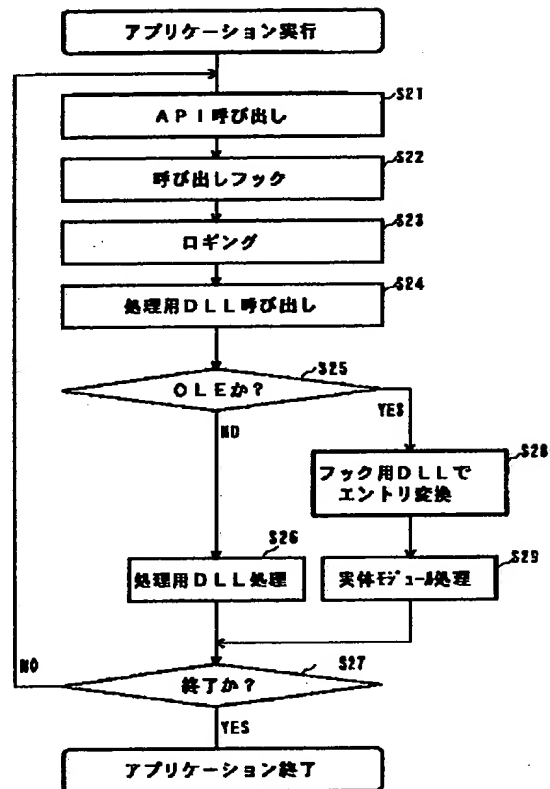 アプリケーション実行
S21
API呼び出し
S22
呼び出しフック
S23
ロギング
S24
処理用DLL呼び出し
S25
OLEか?
YES
NO
S28
フック用DLLで
エントリ変換
S26
処理用DLL処理
S29
実体モジュール処理
NO
S27
終了か?
YES
アプリケーション終了